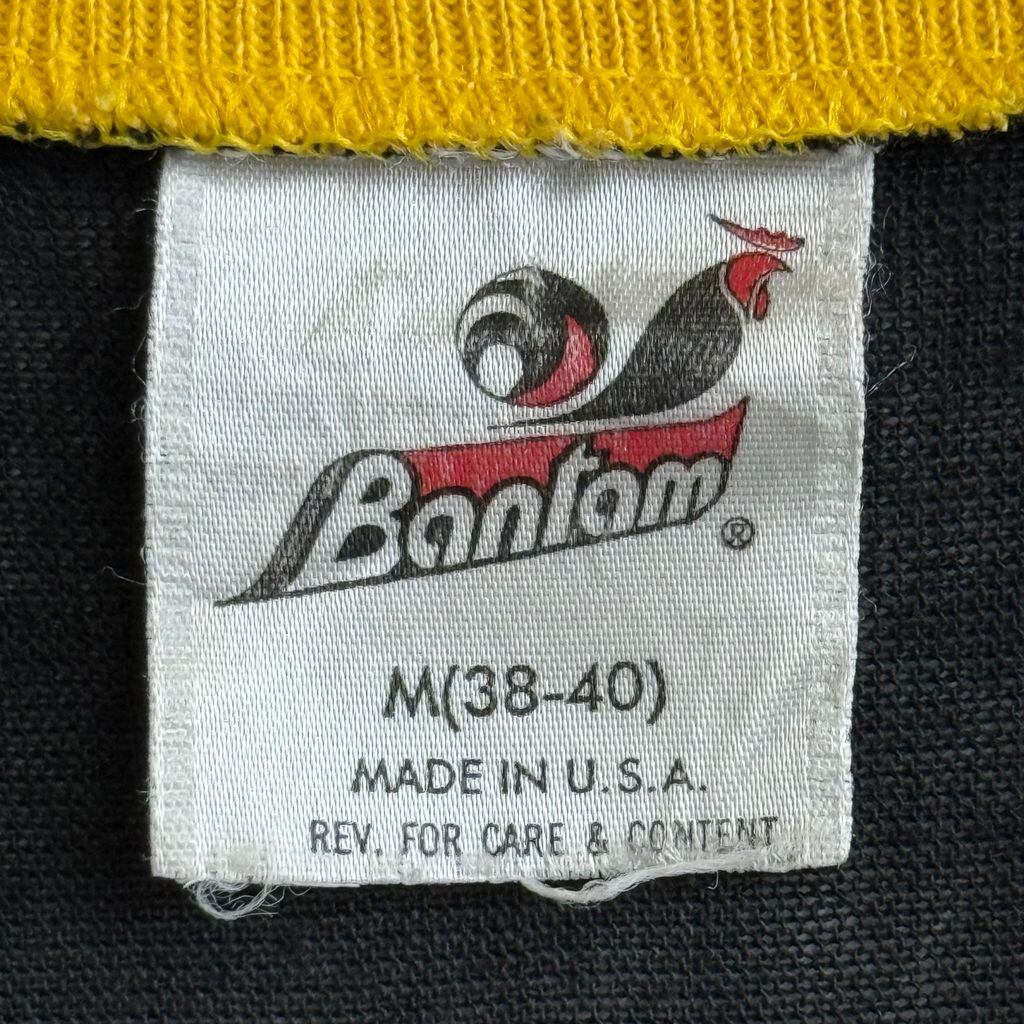 Bantam ®
M(38-40)
MADE IN U.S.A.
REV. FOR CARE & CONTENT